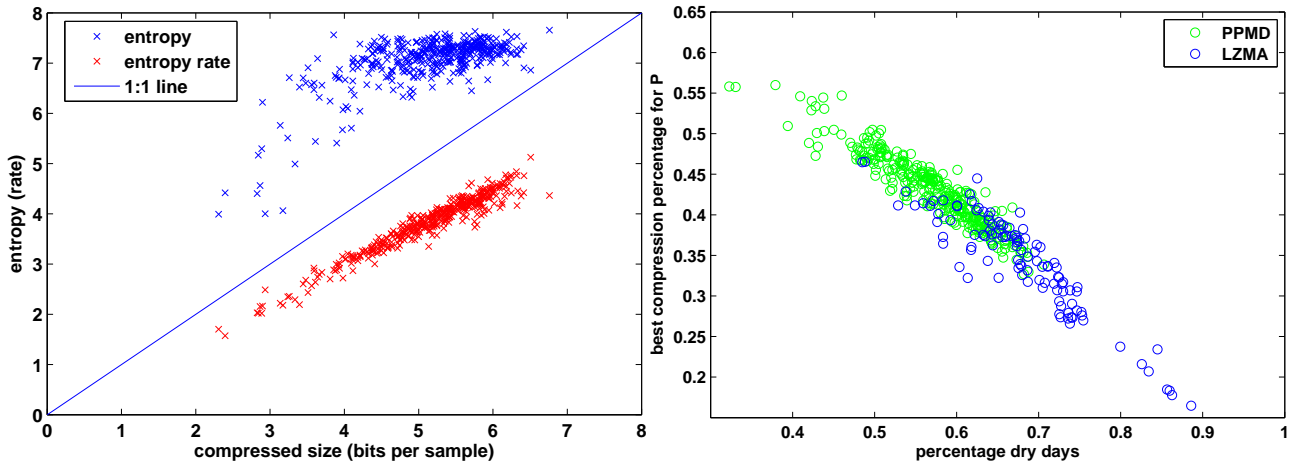 8
7
6
5
4
3
2
1
0
entropy (rate)
entropy
entropy rate
1:1 line
0 1 2 3 4 5 6 7 8
compressed size (bits per sample)
0.65
0.6
0.55
0.5
0.45
0.4
0.35
0.3
0.25
0.2
best compression percentage for P
PPMD
LZMA
0.4 0.5 0.6 0.7 0.8 0.9 1
percentage dry days